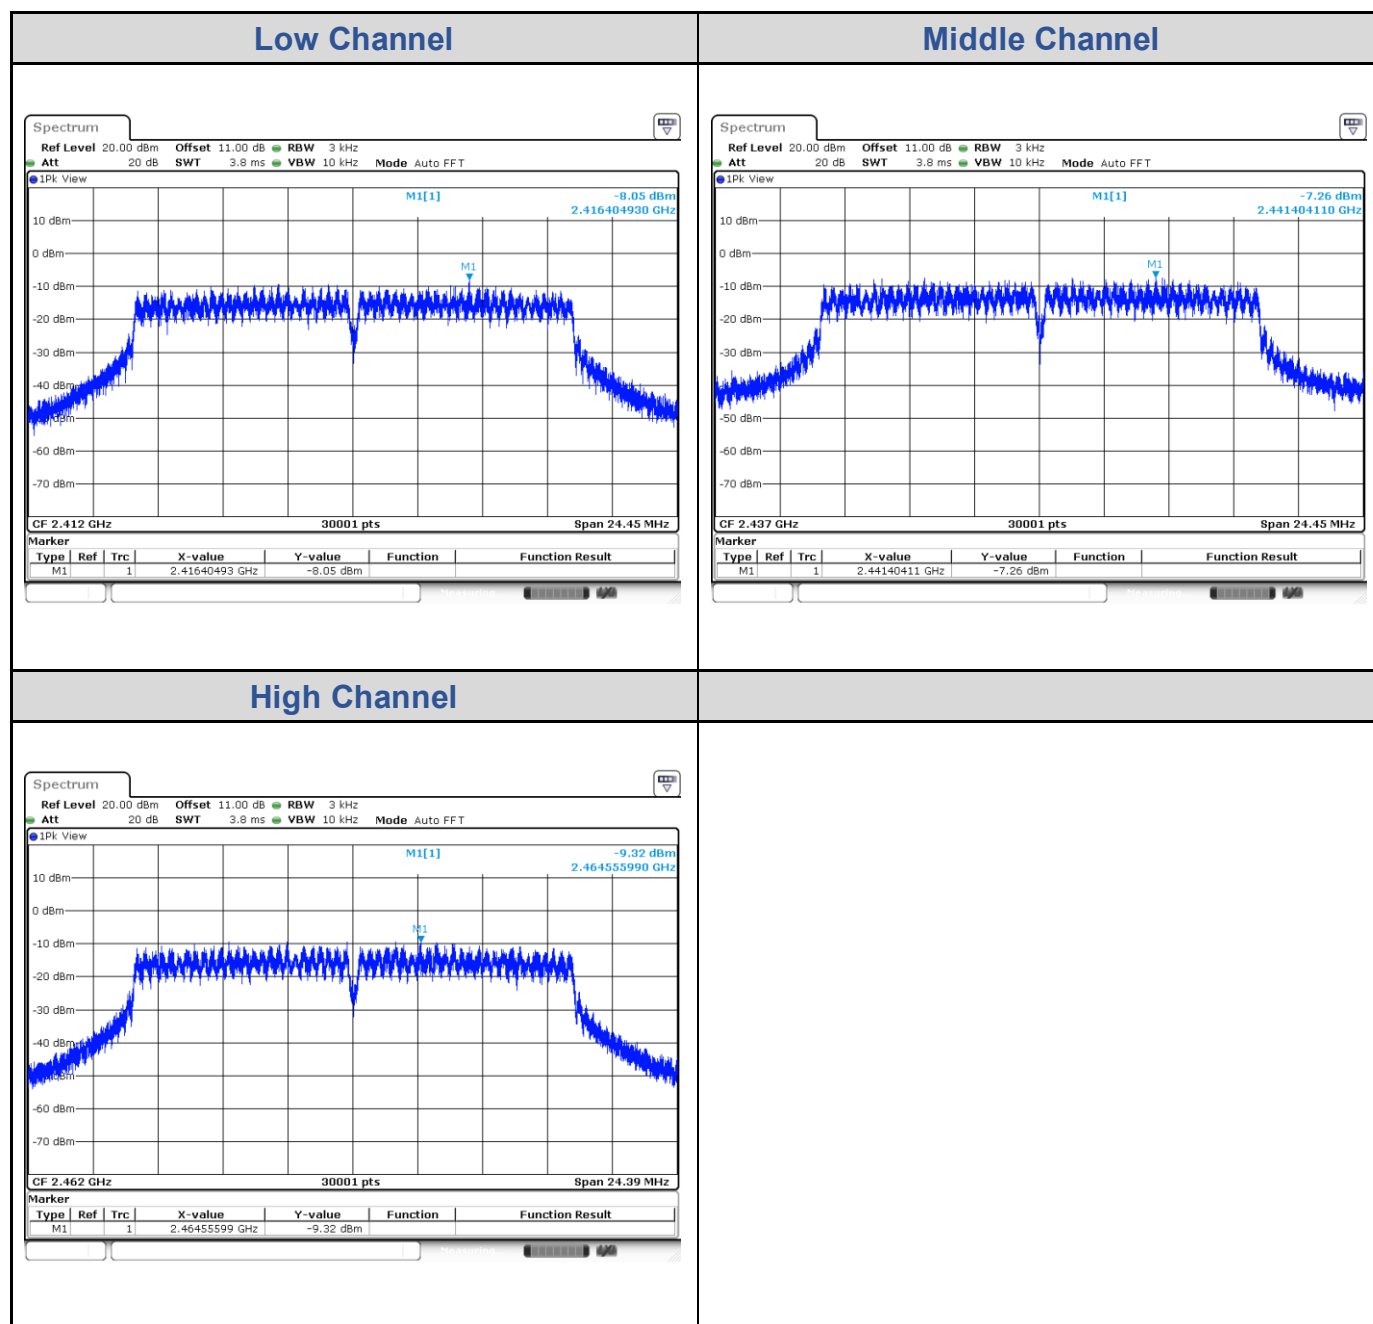 Low Channel
Spectrum
Ref Level 20.00 dBm Offset 11.00 dB RBW 3 kHz
Att 20 dB SWT 3.8 ms VBW 10 kHz Mode Auto FFT
1Pk View
M1[1] -8.05 dBm
2.416404930 GHz
10 dBm
0 dBm
M1
-10 dBm
-20 dBm
-30 dBm
-40 dBm
-60 dBm
-70 dBm
CF 2.412 GHz 30001 pts Span 24.45 MHz
Marker
Type Ref Trc X-value Y-value Function Function Result
M1 1 2.41640493 GHz -8.05 dBm
Middle Channel
Spectrum
Ref Level 20.00 dBm Offset 11.00 dB RBW 3 kHz
Att 20 dB SWT 3.8 ms VBW 10 kHz Mode Auto FFT
1Pk View
M1[1] -7.26 dBm
2.441404110 GHz
10 dBm
0 dBm
M1
-10 dBm
-20 dBm
-30 dBm
-40 dBm
-50 dBm
-60 dBm
-70 dBm
CF 2.437 GHz 30001 pts Span 24.45 MHz
Marker
Type Ref Trc X-value Y-value Function Function Result
M1 1 2.44140411 GHz -7.26 dBm
Measuring...
High Channel
Spectrum
Ref Level 20.00 dBm Offset 11.00 dB RBW 3 kHz
Att 20 dB SWT 3.8 ms VBW 10 kHz Mode Auto FFT
1Pk View
M1[1] -9.32 dBm
2.464555990 GHz
10 dBm
0 dBm
M1
-10 dBm
-20 dBm
-30 dBm
-40 dBm
-60 dBm
-70 dBm
CF 2.462 GHz 30001 pts Span 24.39 MHz
Marker
Type Ref Trc X-value Y-value Function Function Result
M1 1 2.46455599 GHz -9.32 dBm
Measuring...